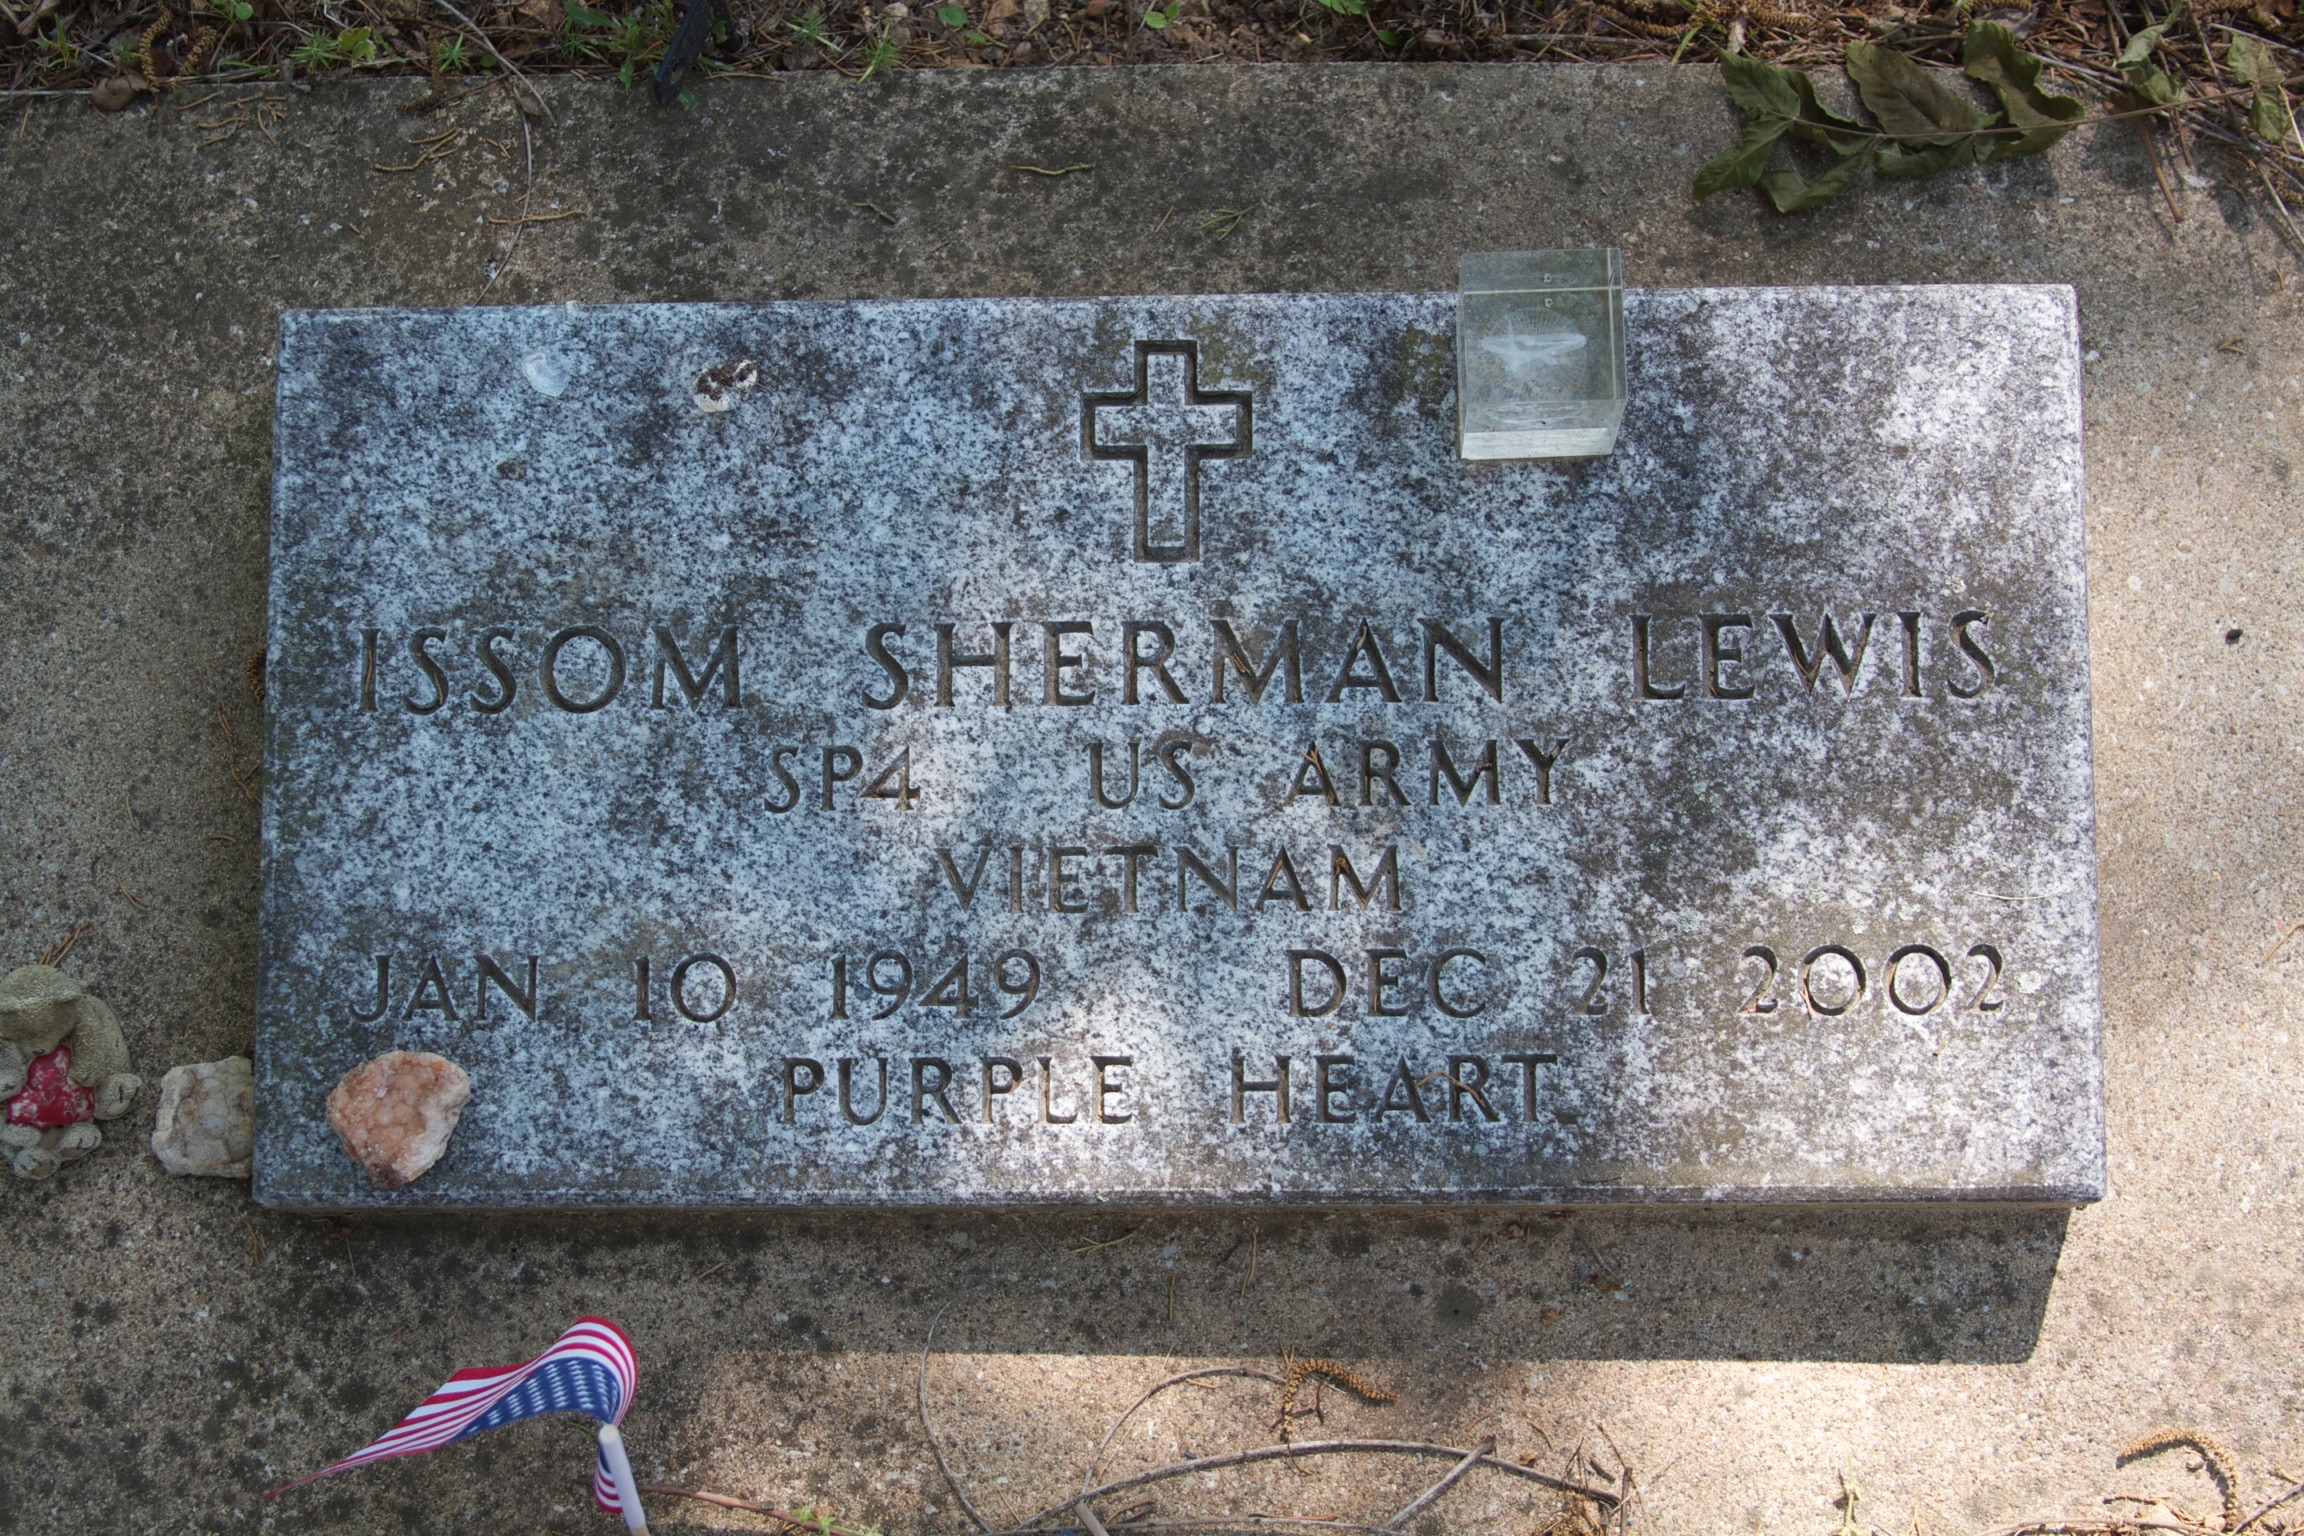 ISSOM SHERMAN LEWIS
SP4 US ARMY
VIETNAM
JAN 10 1949 DEC 21 2002
PURPLE HEART